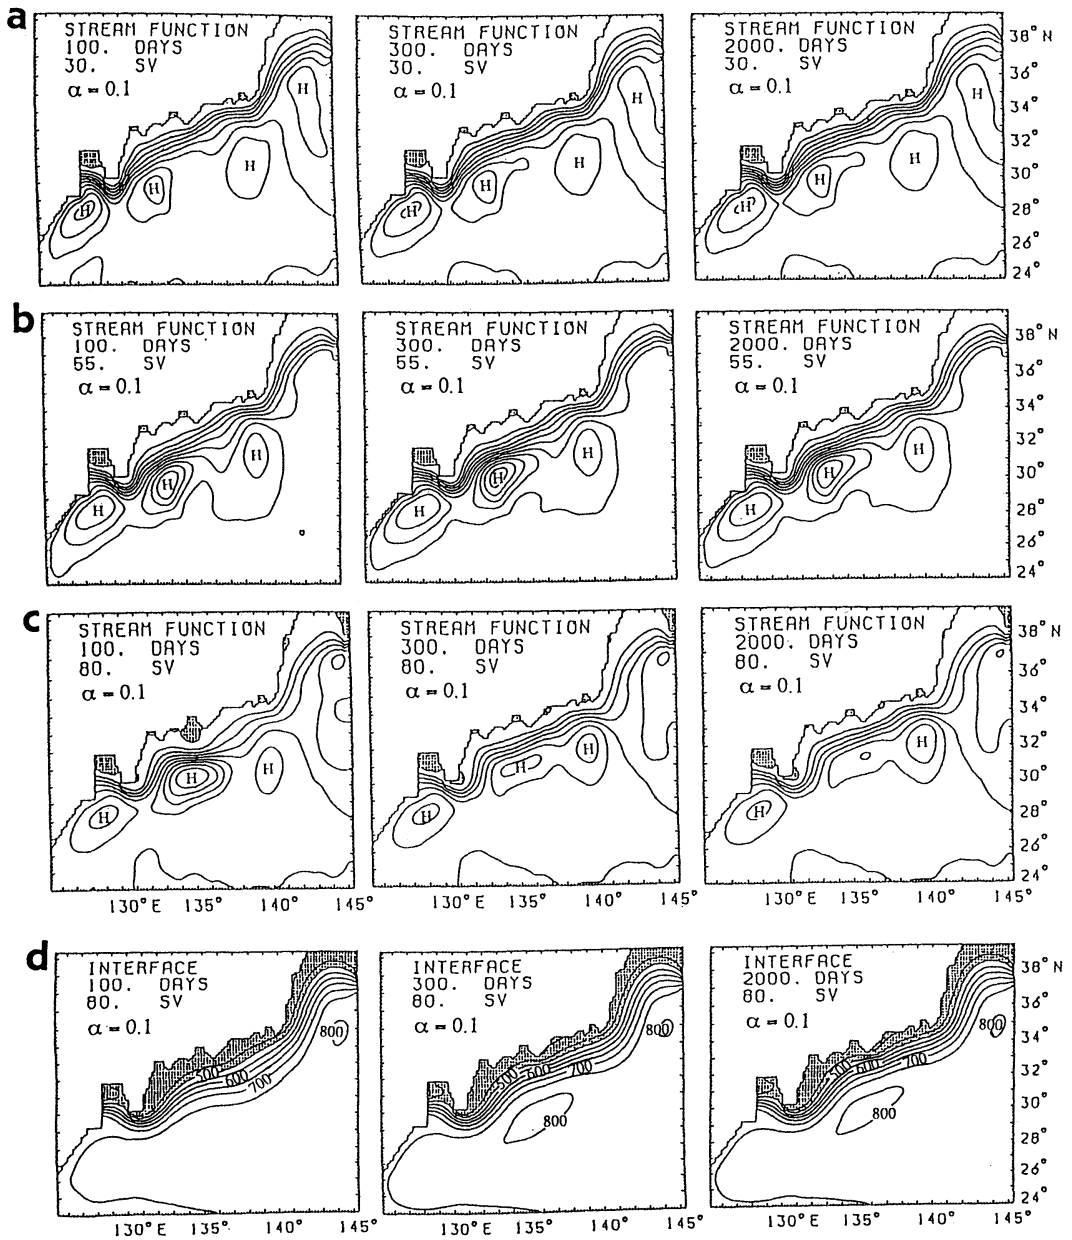 a
STREAM FUNCTION
100. DAYS
30. SV
α = 0.1
H
H
H
H
STREAM FUNCTION
300. DAYS
30. SV
α = 0.1
H
H
H
H
STREAM FUNCTION
2000. DAYS
30. SV
α = 0.1
H
H
H
H
38° N
36°
34°
32°
30°
28°
26°
24°
b
STREAM FUNCTION
100. DAYS
55. SV
α = 0.1
H
H
H
STREAM FUNCTION
300. DAYS
55. SV
α = 0.1
H
H
H
STREAM FUNCTION
2000. DAYS
55. SV
α = 0.1
H
H
H
38° N
36°
34°
32°
30°
28°
26°
24°
c
STREAM FUNCTION
100. DAYS
80. SV
α = 0.1
H
H
H
STREAM FUNCTION
300. DAYS
80. SV
α = 0.1
H
H
H
STREAM FUNCTION
2000. DAYS
80. SV
α = 0.1
H
H
38° N
36°
34°
32°
30°
28°
26°
24°
130° E 135° 140° 145°
130° E 135° 140° 145°
130° E 135° 140° 145°
d
INTERFACE
100. DAYS
80. SV
α = 0.1
800
500 600 700
INTERFACE
300. DAYS
80. SV
α = 0.1
800
500 600 700
800
INTERFACE
2000. DAYS
80. SV
α = 0.1
800
500 600 700
800
38° N
36°
34°
32°
30°
28°
26°
24°
130° E 135° 140° 145°
130° E 135° 140° 145°
130° E 135° 140° 145°